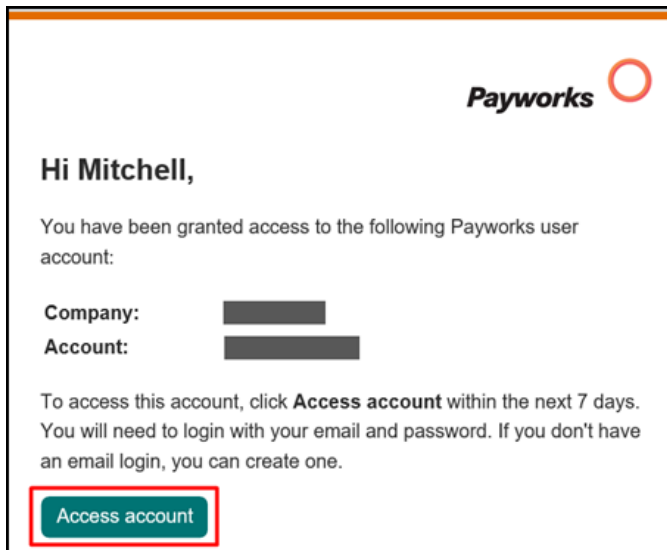 Payworks
Hi Mitchell,
You have been granted access to the following Payworks user
account:
Company:
Account:
To access this account, click Access account within the next 7 days.
You will need to login with your email and password. If you don't have
an email login, you can create one.
Access account